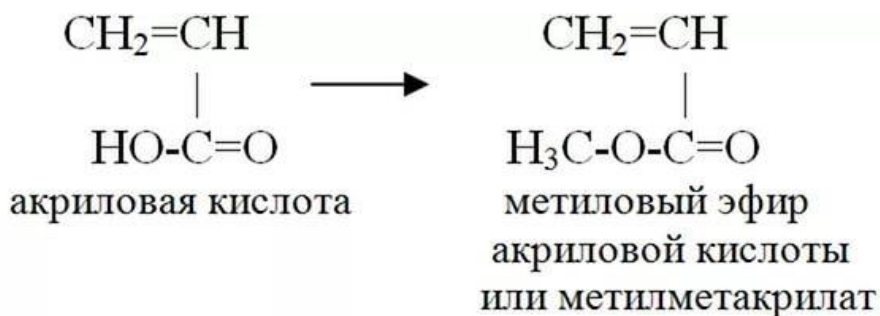 CH₂=CH CH₂=CH
| |
HO-C=O H₃C-O-C=O
акриловая кислота метиловый эфир
акриловой кислоты
или метилметакрилат